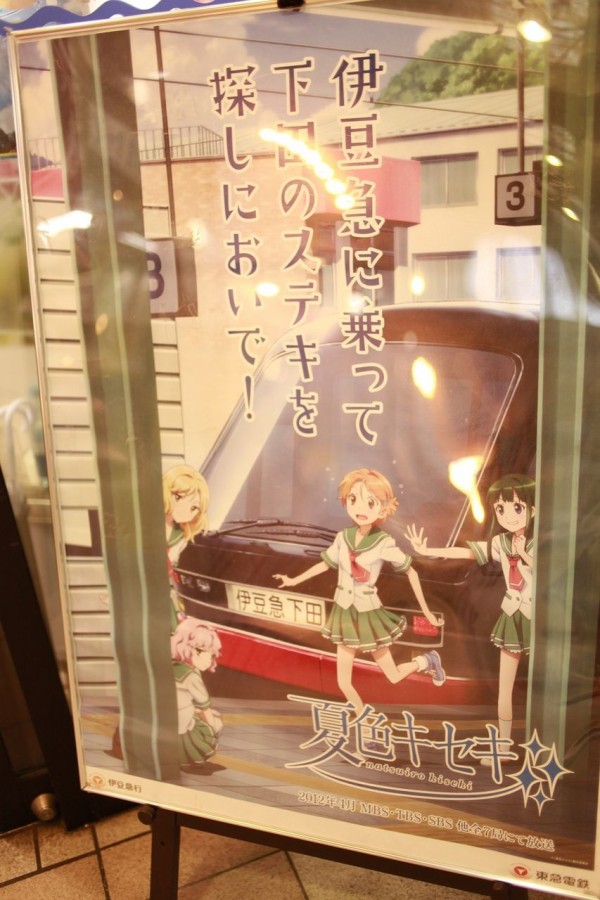 伊豆急に乗って
下田のステキを
探しにおいで！
3
3
伊豆急下田
夏色キセキ
natsuiro kiseki
2012年4月 MBS・TBS・SBS 他全7局にて放送
伊豆急行
東急電鉄